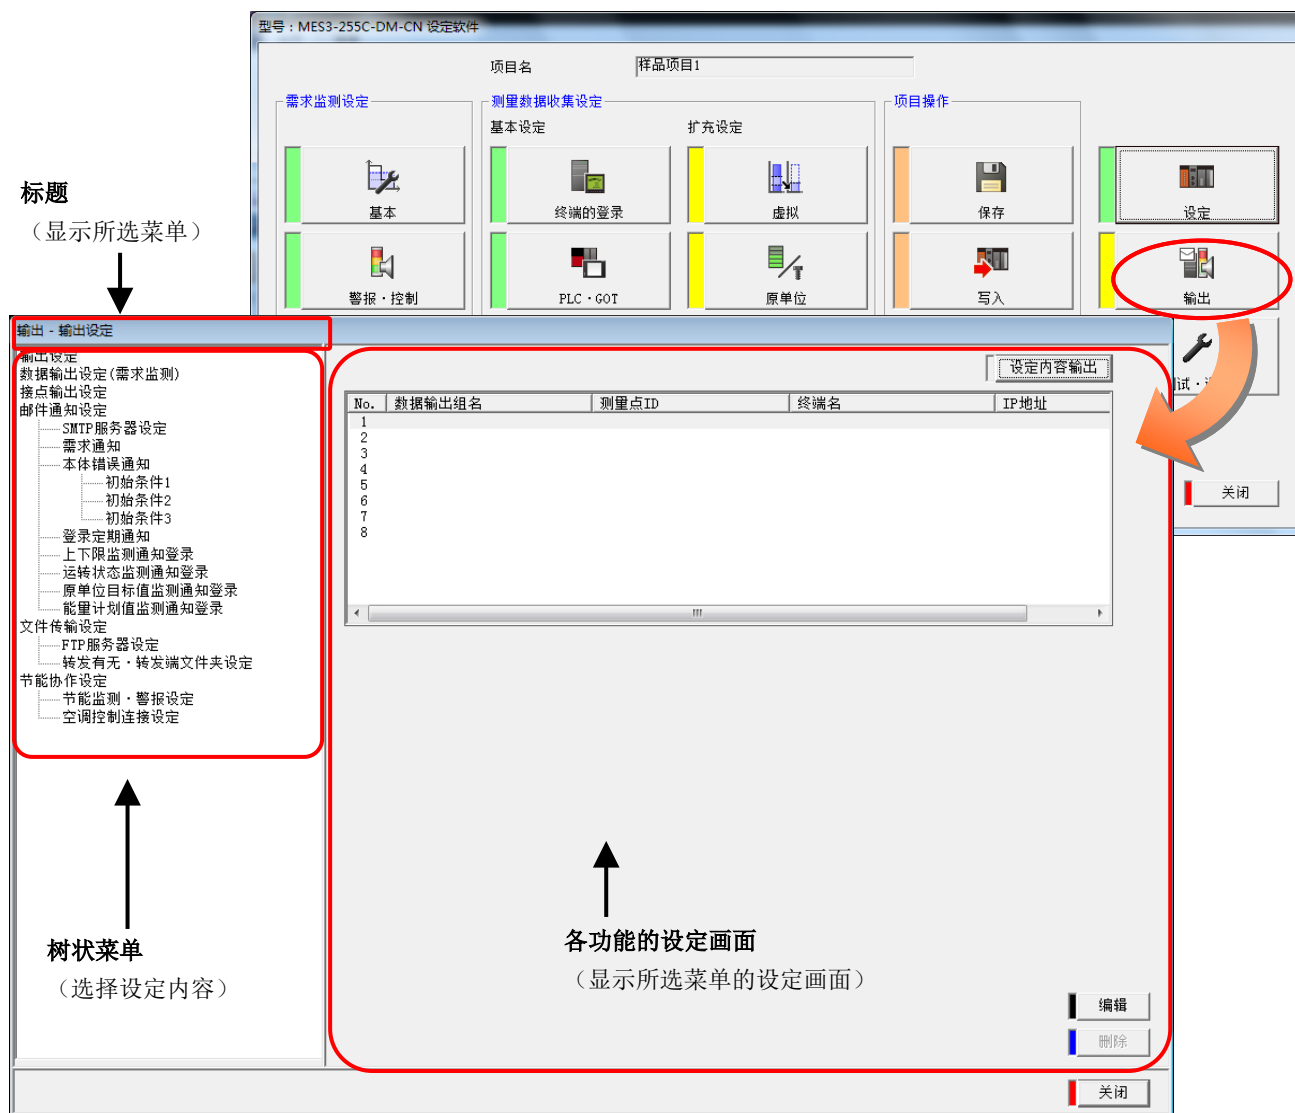 型号：MES3-255C-DM-CN 设定软件
项目名 样品项目1
需求监测设定 测量数据收集设定 项目操作
基本设定 扩充设定
基本 终端的登录 虚拟 保存 设定
警报・控制 PLC・GOT 原单位 写入 输出
标题
（显示所选菜单）
输出 - 输出设定
输出设定
数据输出设定(需求监测)
接点输出设定
邮件通知设定
SMTP服务器设定
需求通知
本体错误通知
初始条件1
初始条件2
初始条件3
登录定期通知
上下限监测通知登录
运转状态监测通知登录
原单位目标值监测通知登录
能量计划值监测通知登录
文件传输设定
FTP服务器设定
转发有无・转发端文件夹设定
节能协作设定
节能监测・警报设定
空调控制连接设定
设定内容输出
No. 数据输出组名 测量点ID 终端名 IP地址
1
2
3
4
5
6
7
8
试・
关闭
树状菜单
（选择设定内容）
各功能的设定画面
（显示所选菜单的设定画面）
编辑
删除
关闭